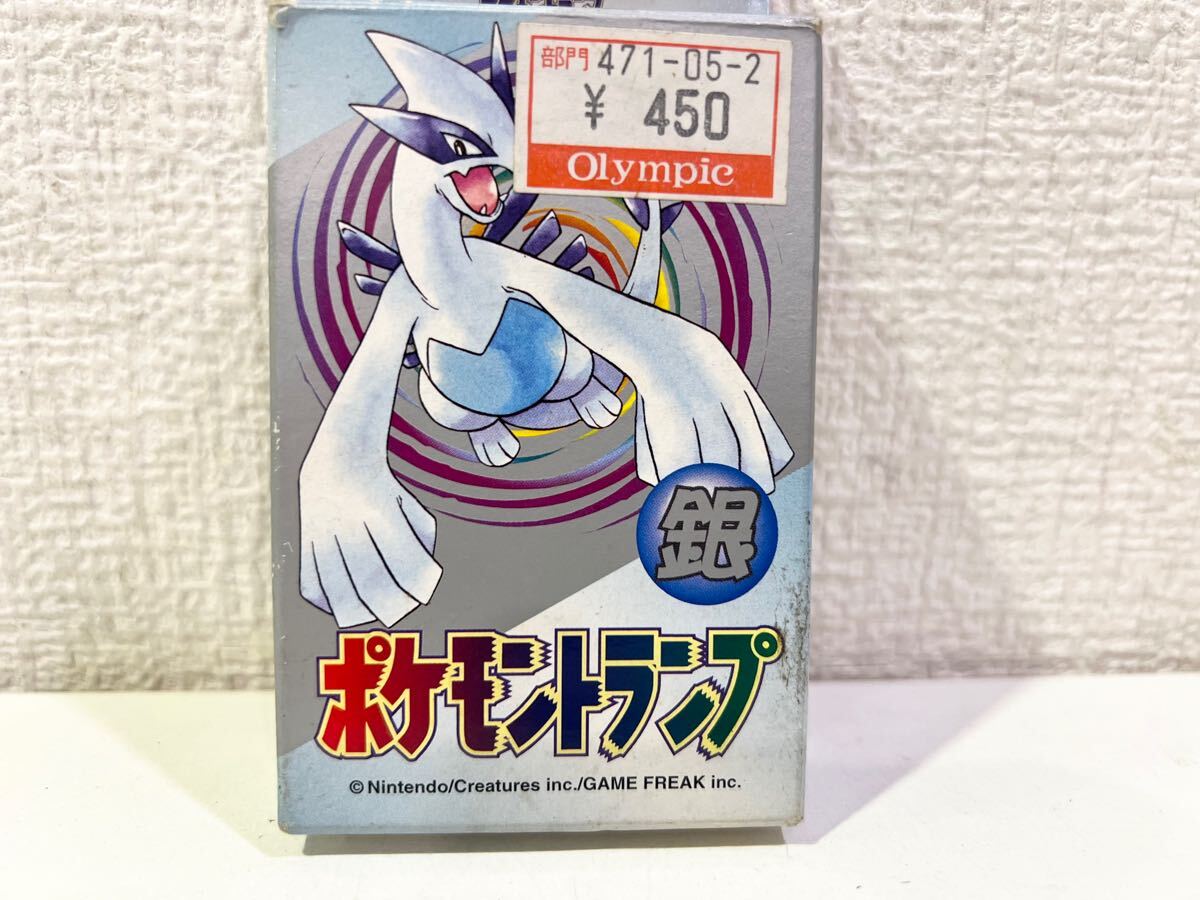 部門 471-05-2
¥ 450
Olympic
銀
ポケモントランプ
©Nintendo/Creatures inc./GAME FREAK inc.